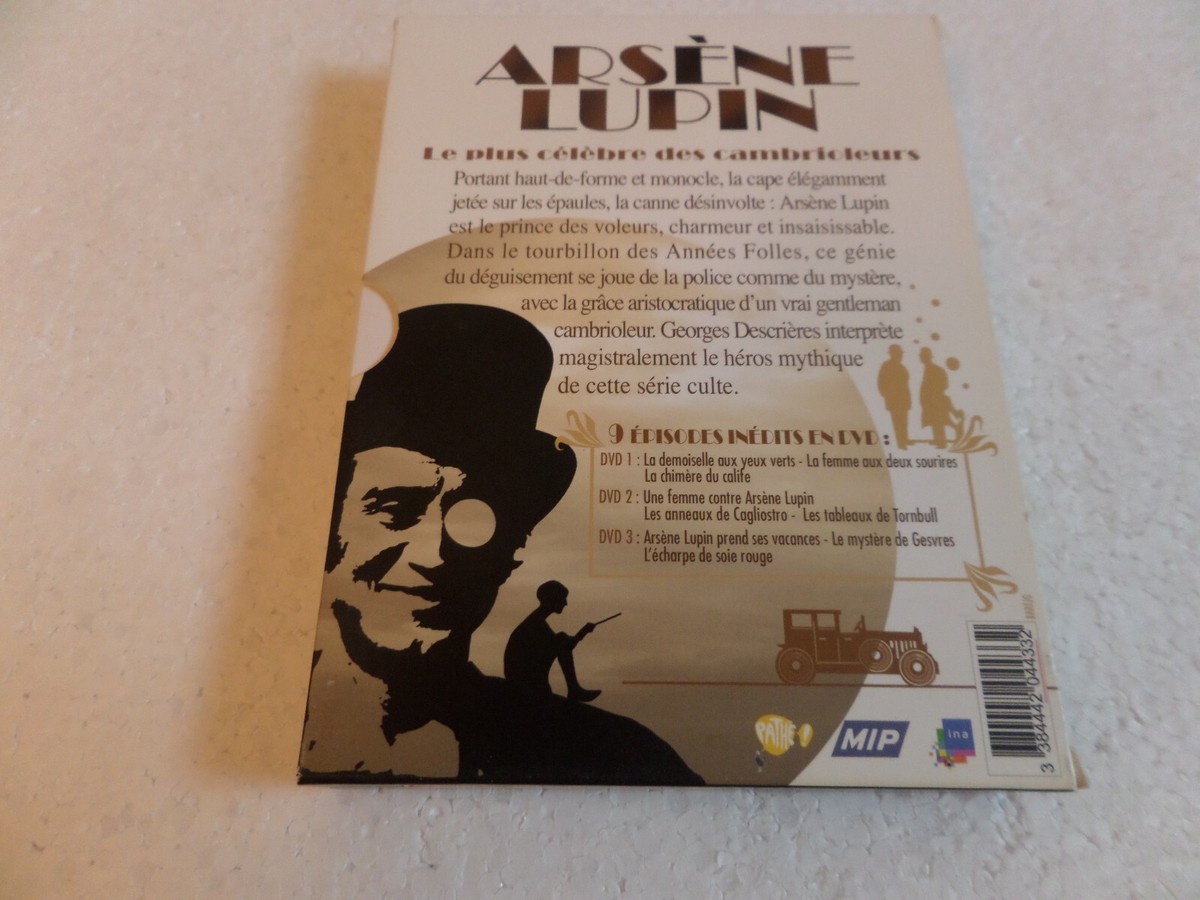 ARSÈNE
LUPIN
Le plus célèbre des cambrioleurs
Portant haut-de-forme et monocle, la cape élégamment
jetée sur les épaules, la canne désinvolte : Arsène Lupin
est le prince des voleurs, charmeur et insaisissable.
Dans le tourbillon des Années Folles, ce génie
du déguisement se joue de la police comme du mystère,
avec la grâce aristocratique d'un vrai gentleman
cambrioleur. Georges Descrières interprète
magistralement le héros mythique
de cette série culte.
9 ÉPISODES INÉDITS EN DVD :
DVD 1 : La demoiselle aux yeux verts - La femme aux deux sourires
La chimère du calife
DVD 2 : Une femme contre Arsène Lupin
Les anneaux de Cagliostro - Les tableaux de Tornbull
DVD 3 : Arsène Lupin prend ses vacances - Le mystère de Gesvres
L'écharpe de soie rouge
PATHE !
MIP
ina
3 384442 044332